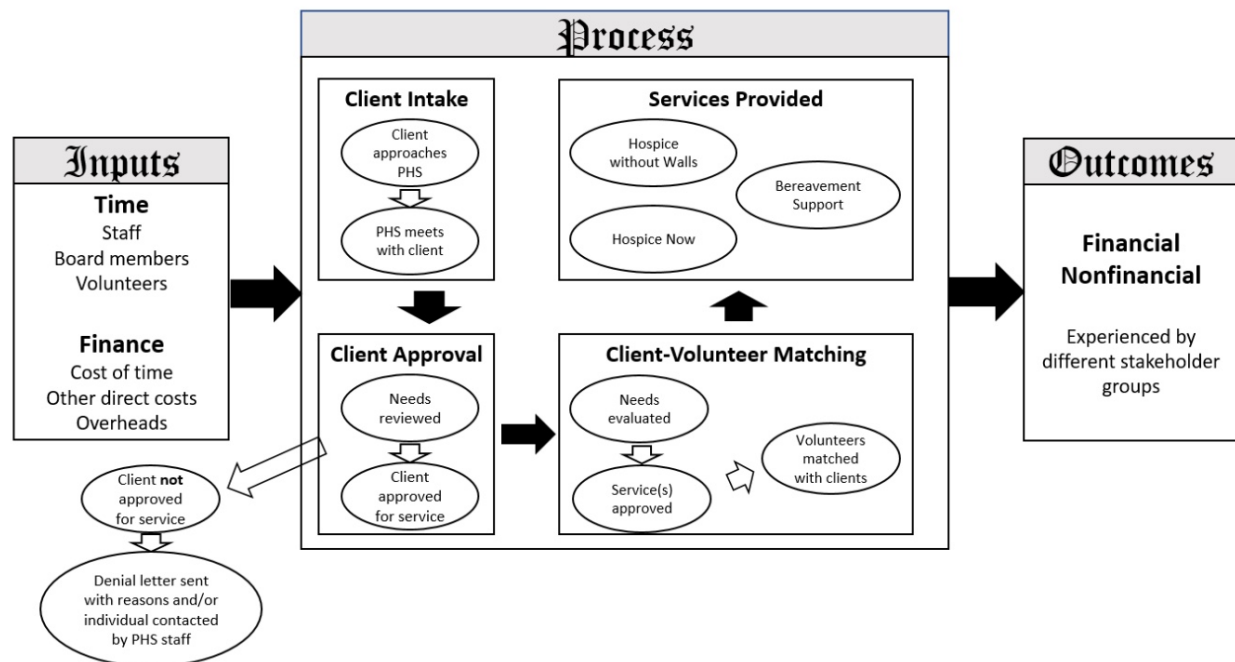 Process
Client Intake
Client
approaches
PHS
PHS meets
with client
Services Provided
Hospice
without Walls
Bereavement
Support
Hospice Now
Inputs
Time
Staff
Board members
Volunteers
Finance
Cost of time
Other direct costs
Overheads
Outcomes
Financial
Nonfinancial
Experienced by
different stakeholder
groups
Client Approval
Needs
reviewed
Client
approved
for service
Client-Volunteer Matching
Needs
evaluated
Service(s)
approved
Volunteers
matched
with clients
Client not
approved
for service
Denial letter sent
with reasons and/or
individual contacted
by PHS staff